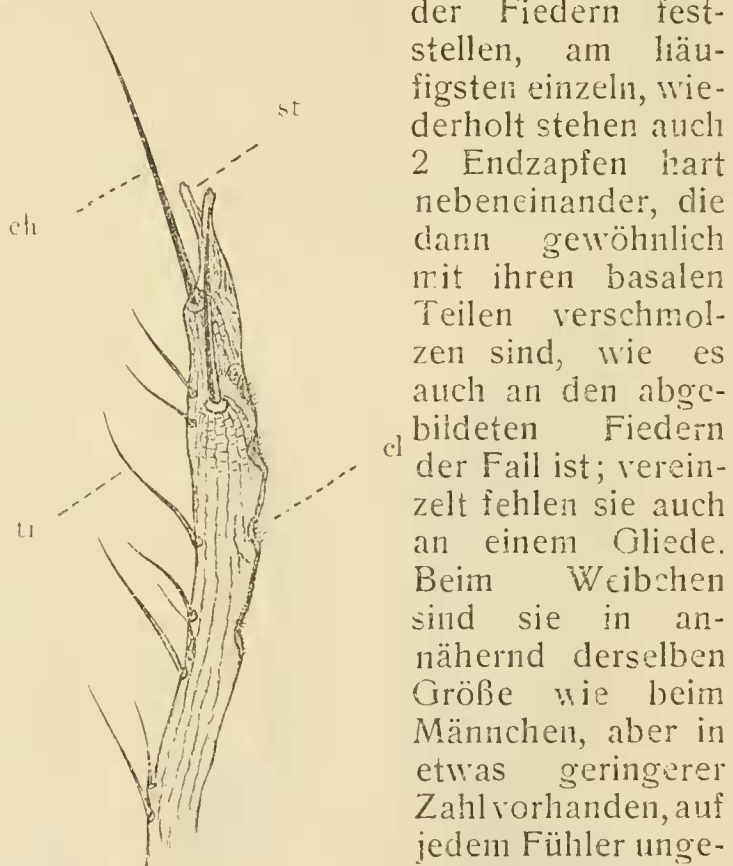 der Fiedern fest-
stellen, am häu-
figsten einzeln, wie-
derholt stehen auch
2 Endzapfen hart
nebeneinander, die
dann gewöhnlich
mit ihren basalen
Teilen verschmol-
zen sind, wie es
auch an den abge-
bildeten Fiedern
der Fall ist; verein-
zelt fehlen sie auch
an einem Gliede.
Beim Weibchen
sind sie in an-
nähernd derselben
Größe wie beim
Männchen, aber in
etwas geringerer
Zahl vorhanden, auf
jedem Fühler unge-
st
ch
cl